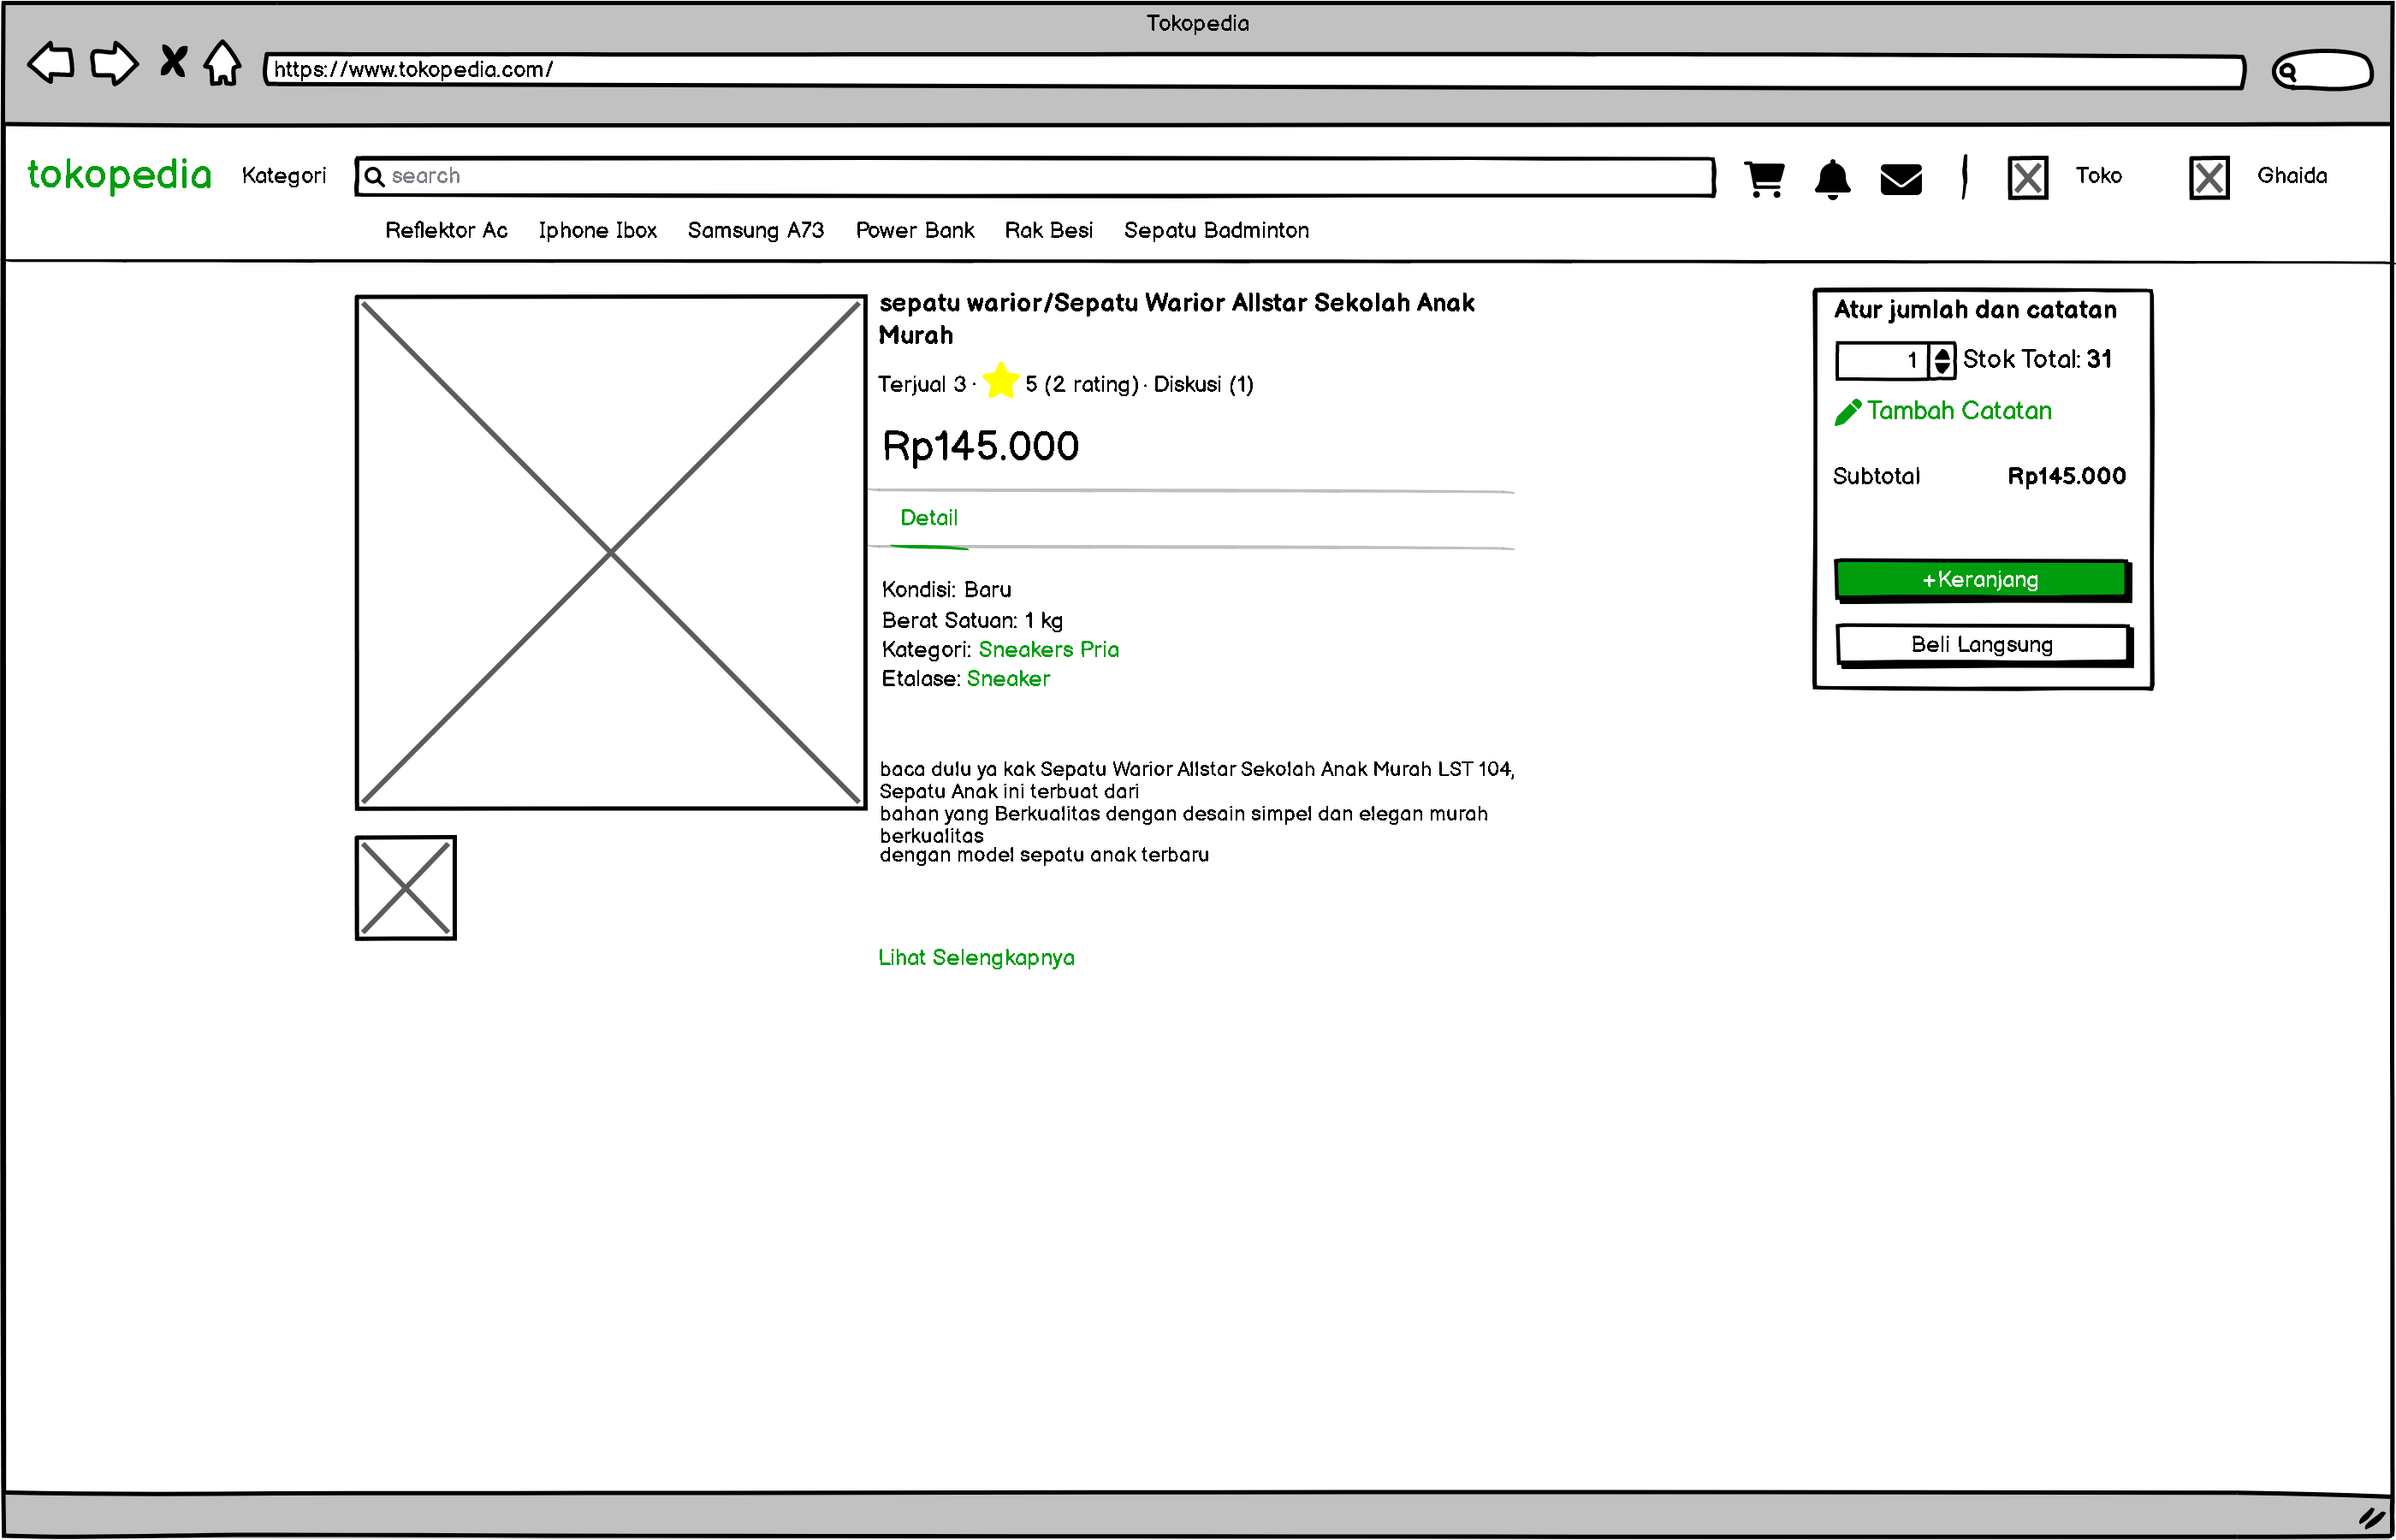 Tokopedia
https://www.tokopedia.com/
tokopedia Kategori search Toko Ghaida
Reflektor Ac Iphone Ibox Samsung A73 Power Bank Rak Besi Sepatu Badminton
sepatu warior/Sepatu Warior Allstar Sekolah Anak
Murah
Terjual 3 · 5 (2 rating) · Diskusi (1)
Rp145.000
Detail
Kondisi: Baru
Berat Satuan: 1 kg
Kategori: Sneakers Pria
Etalase: Sneaker
baca dulu ya kak Sepatu Warior Allstar Sekolah Anak Murah LST 104,
Sepatu Anak ini terbuat dari
bahan yang Berkualitas dengan desain simpel dan elegan murah
berkualitas
dengan model sepatu anak terbaru
Lihat Selengkapnya
Atur jumlah dan catatan
1 Stok Total: 31
Tambah Catatan
Subtotal Rp145.000
+Keranjang
Beli Langsung